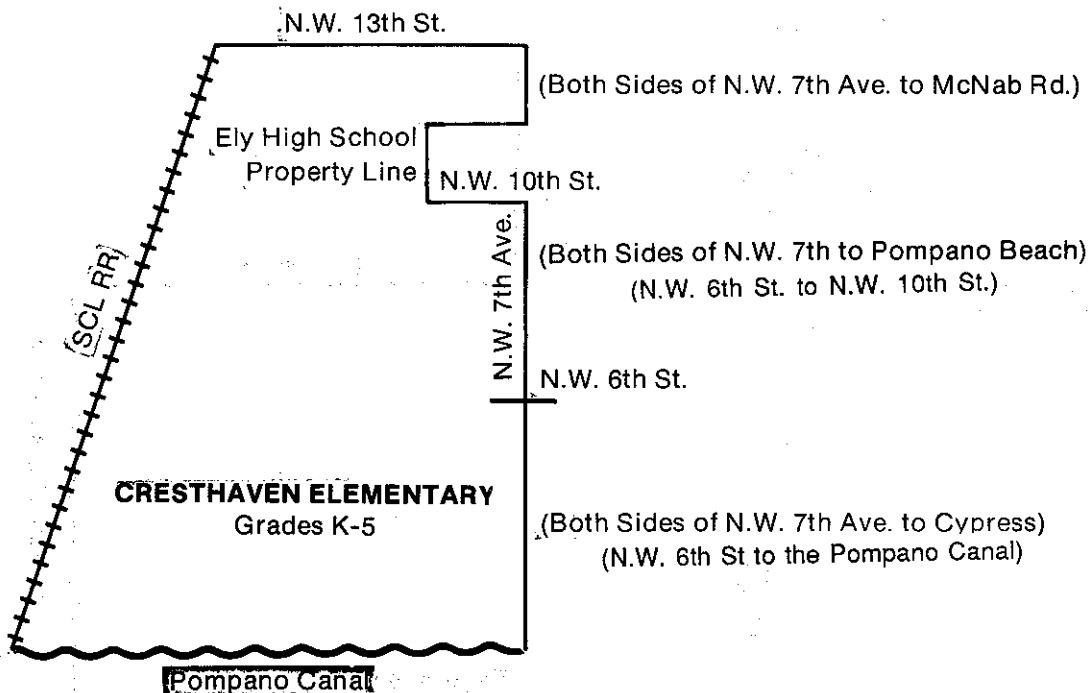 N.W. 13th St.
(Both Sides of N.W. 7th Ave. to McNab Rd.)
Ely High School
Property Line
N.W. 10th St.
SCL RR
N.W. 7th Ave.
(Both Sides of N.W. 7th to Pompano Beach)
(N.W. 6th St. to N.W. 10th St.)
N.W. 6th St.
CRESTHAVEN ELEMENTARY
Grades K-5
(Both Sides of N.W. 7th Ave. to Cypress)
(N.W. 6th St to the Pompano Canal)
Pompano Canal